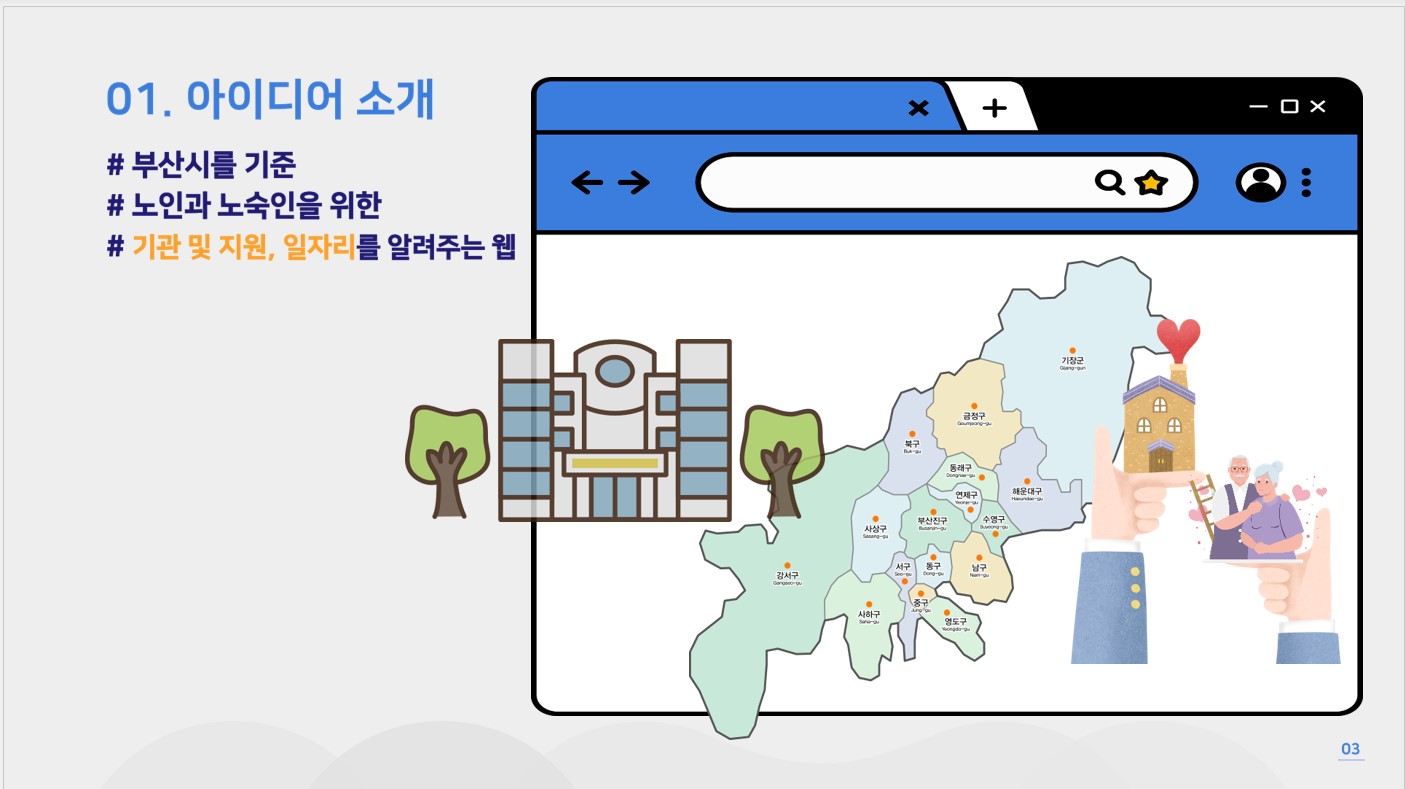 01. 아이디어 소개
# 부산시를 기준
# 노인과 노숙인을 위한
# 기관 및 지원, 일자리를 알려주는 웹
기장군
Gijang-gun
금정구
Geumjeong-gu
북구
Buk-gu
동래구
Dongnae-gu
해운대구
Haeundae-gu
연제구
Yeonje-gu
부산진구
Busanjin-gu
수영구
Suyeong-gu
사상구
Sasang-gu
강서구
Gangseo-gu
서구
Seo-gu
동구
Dong-gu
남구
Nam-gu
중구
Jung-gu
사하구
Saha-gu
영도구
Yeongdo-gu
03